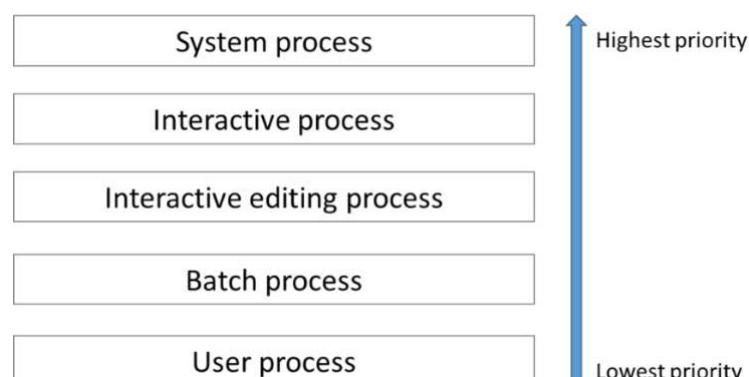 System process
Highest priority
Interactive process
Interactive editing process
Batch process
User process
Lowest priority